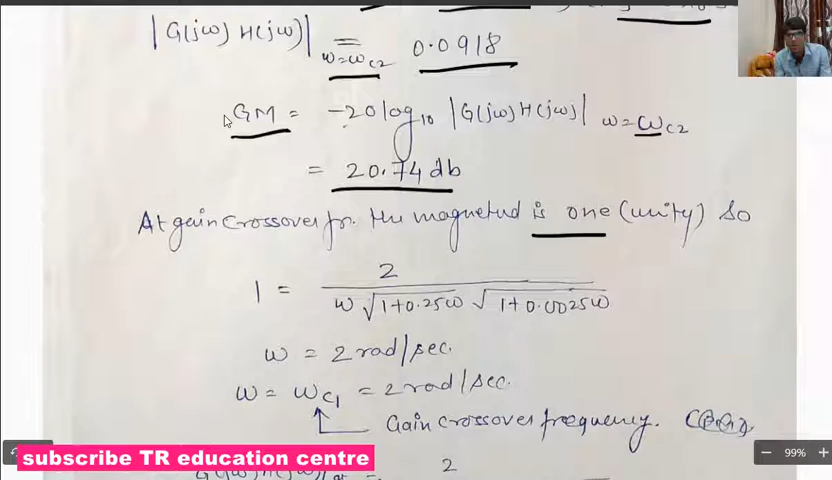 |G(jω) H(jω)| ω=ωc2 = 0.0918
GM = -20 log10 |G(jω) H(jω)| ω=ωc2
= 20.74 db
At gain crossover fr. the magnetud is one (unity) So
1 = 2 / ω √1+0.25ω √1+0.0025ω
ω = 2 rad/sec.
ω = ωc1 = 2 rad/sec.
Gain crossover frequency.
subscribe TR education centre
2
99%